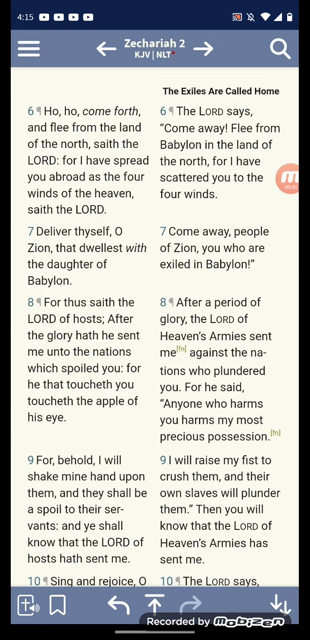 4:15
Zechariah 2
KJV | NLT*
The Exiles Are Called Home
6 ¶ Ho, ho, come forth,
and flee from the land
of the north, saith the
LORD: for I have spread
you abroad as the four
winds of the heaven,
saith the LORD.
7 Deliver thyself, O
Zion, that dwellest with
the daughter of
Babylon.
8 ¶ For thus saith the
LORD of hosts; After
the glory hath he sent
me unto the nations
which spoiled you: for
he that toucheth you
toucheth the apple of
his eye.
9 For, behold, I will
shake mine hand upon
them, and they shall be
a spoil to their ser-
vants: and ye shall
know that the LORD of
hosts hath sent me.
10 ¶ Sing and rejoice, O
6 ¶ The LORD says,
"Come away! Flee from
Babylon in the land of
the north, for I have
scattered you to the
four winds.
7 Come away, people
of Zion, you who are
exiled in Babylon!"
8 ¶ After a period of
glory, the LORD of
Heaven's Armies sent
me[fn] against the na-
tions who plundered
you. For he said,
"Anyone who harms
you harms my most
precious possession.[fn]
9 I will raise my fist to
crush them, and their
own slaves will plunder
them." Then you will
know that the LORD of
Heaven's Armies has
sent me.
10 ¶ The LORD says,
Recorded by mobizen